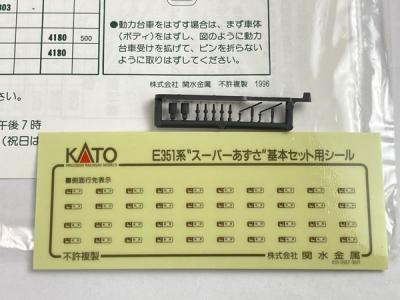 ●動力台車をはずす場合は、まず車体
(ボディ)をはずし、図のように動力
台車受けを拡げて、ピンを折らない
ように取りはずしてください。
4180 500
4180
株式会社 関水金属 不許複製 1996
午後7時
(祝日は
KATO
PRECISION RAILROAD MODELS
E351系"スーパーあずさ"基本セット用シール
■側面行先表示
不許複製
株式会社 関水金属